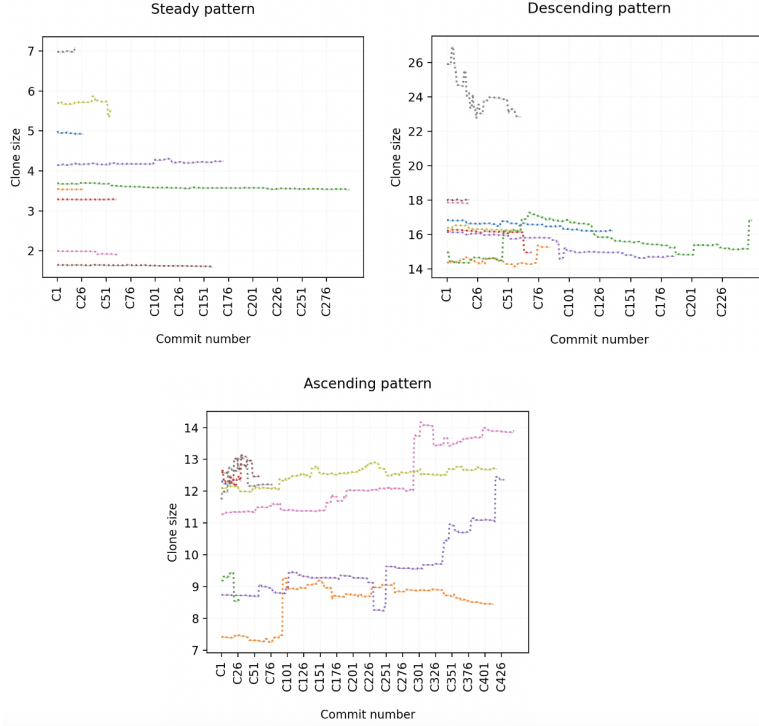 Steady pattern
7
6
5
4
3
2
Clone size
C1
C26
C51
C76
C101
C126
C151
C176
C201
C226
C251
C276
Commit number
Descending pattern
26
24
22
20
18
16
14
Clone size
C1
C26
C51
C76
C101
C126
C151
C176
C201
C226
Commit number
Ascending pattern
14
13
12
11
10
9
8
7
Clone size
C1
C26
C51
C76
C101
C126
C151
C176
C201
C226
C251
C276
C301
C326
C351
C376
C401
C426
Commit number